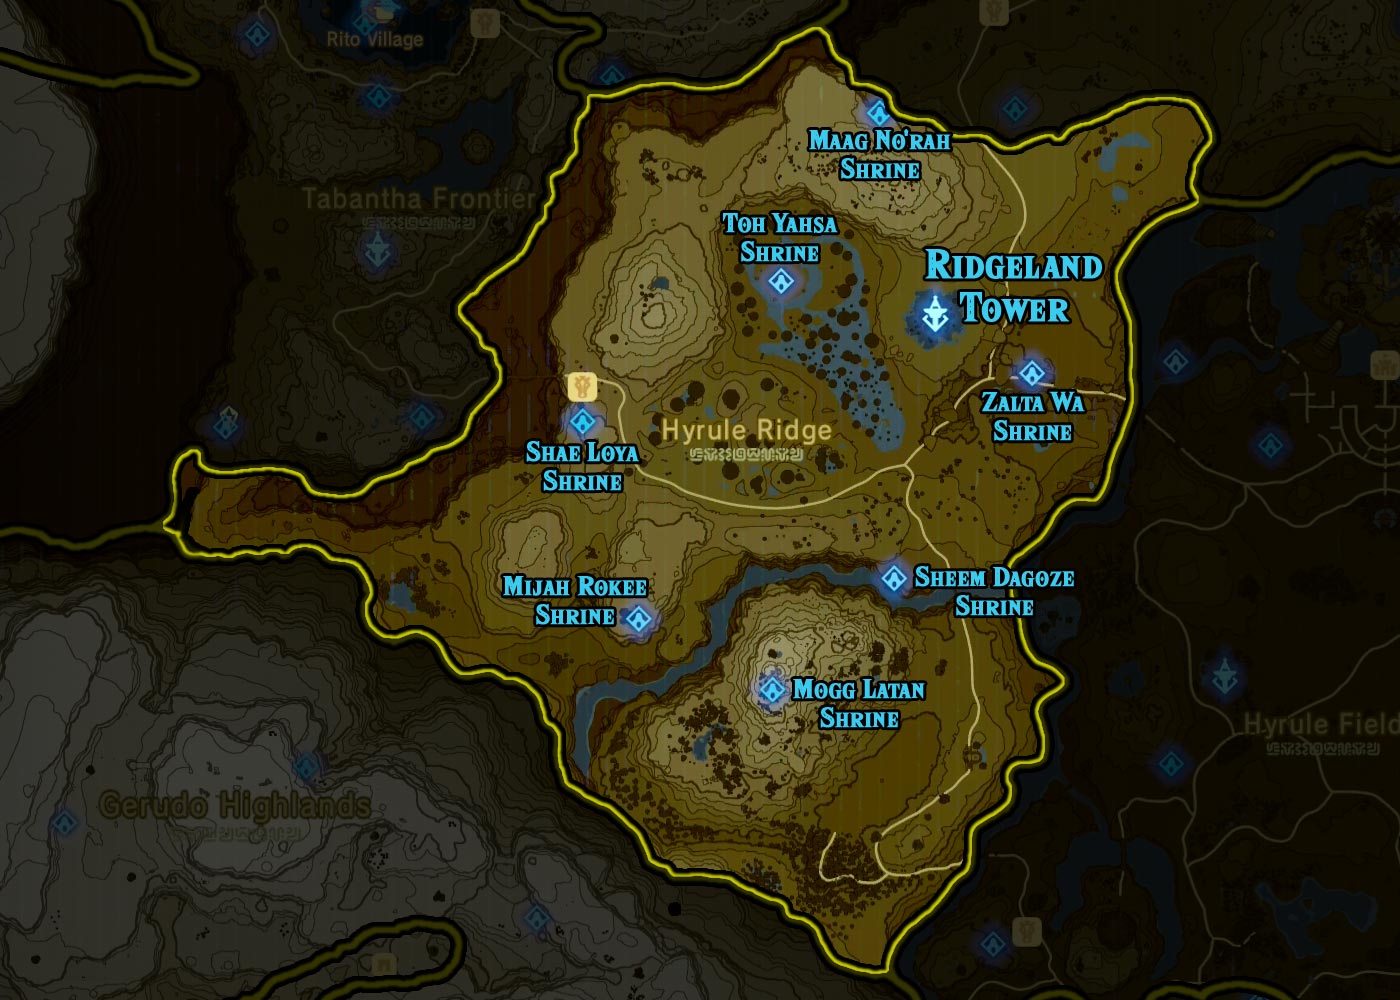 Rito Village
MAAG NO'RAH
SHRINE
Tabantha Frontier
TOH YAHSA
SHRINE
RIDGELAND
TOWER
ZALTA WA
SHRINE
Hyrule Ridge
SHAE LOYA
SHRINE
MIJAH ROKEE
SHRINE
SHEEM DAGOZE
SHRINE
MOGG LATAN
SHRINE
Hyrule Field
Gerudo Highlands